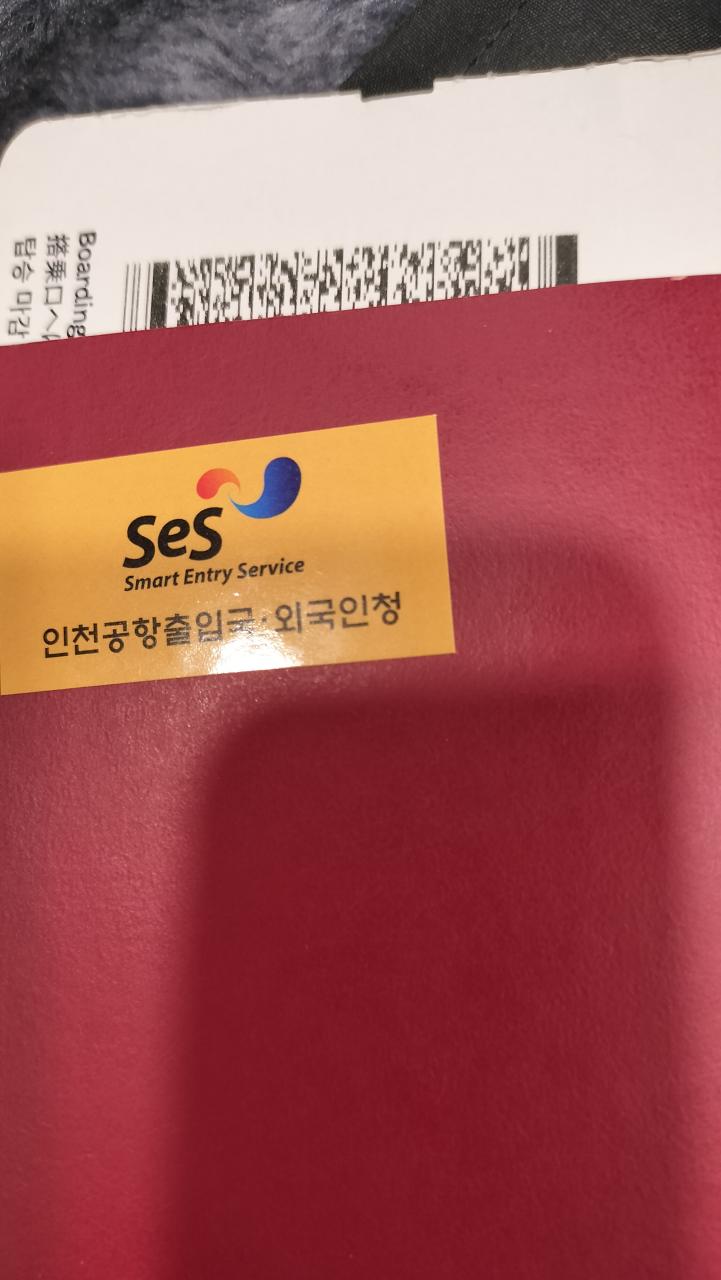 Boarding
搭乗口へ
탑승 마감
SeS
Smart Entry Service
인천공항출입국·외국인청